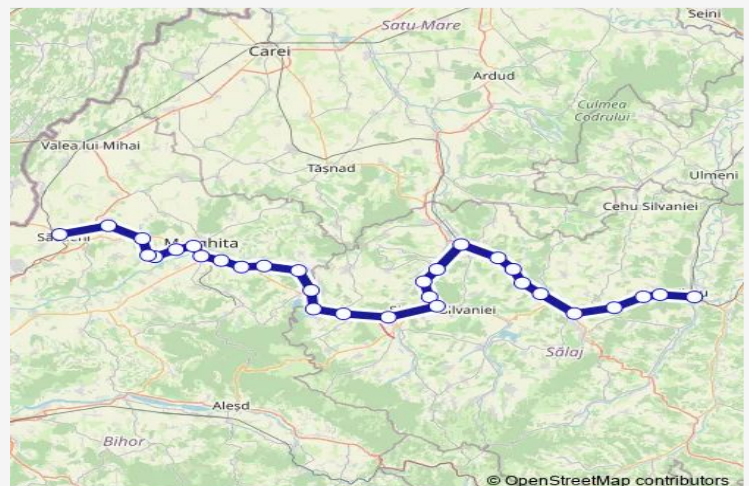 Seini
Satu Mare
Carei
Ardud
Culmea
Codrului
Valea lui Mihai
Tășnad
Ulmeni
Cehu Silvaniei
Silvaniei
Sălaj
Aleșd
Bihor
© OpenStreetMap contributors